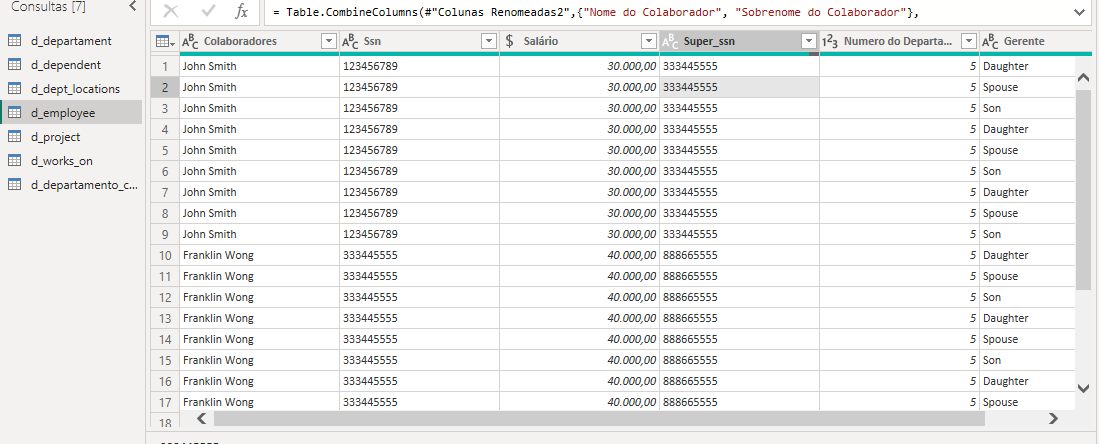 Consultas [7]
d_departament
d_dependent
d_dept_locations
d_employee
d_project
d_works_on
d_departamento_c...
fx = Table.CombineColumns(#"Colunas Renomeadas2",{"Nome do Colaborador", "Sobrenome do Colaborador"},
ABC Colaboradores ABC Ssn $ Salário ABC Super_ssn 123 Numero do Departa... ABC Gerente
1 John Smith 123456789 30.000,00 333445555 5 Daughter
2 John Smith 123456789 30.000,00 333445555 5 Spouse
3 John Smith 123456789 30.000,00 333445555 5 Son
4 John Smith 123456789 30.000,00 333445555 5 Daughter
5 John Smith 123456789 30.000,00 333445555 5 Spouse
6 John Smith 123456789 30.000,00 333445555 5 Son
7 John Smith 123456789 30.000,00 333445555 5 Daughter
8 John Smith 123456789 30.000,00 333445555 5 Spouse
9 John Smith 123456789 30.000,00 333445555 5 Son
10 Franklin Wong 333445555 40.000,00 888665555 5 Daughter
11 Franklin Wong 333445555 40.000,00 888665555 5 Spouse
12 Franklin Wong 333445555 40.000,00 888665555 5 Son
13 Franklin Wong 333445555 40.000,00 888665555 5 Daughter
14 Franklin Wong 333445555 40.000,00 888665555 5 Spouse
15 Franklin Wong 333445555 40.000,00 888665555 5 Son
16 Franklin Wong 333445555 40.000,00 888665555 5 Daughter
17 Franklin Wong 333445555 40.000,00 888665555 5 Spouse
18